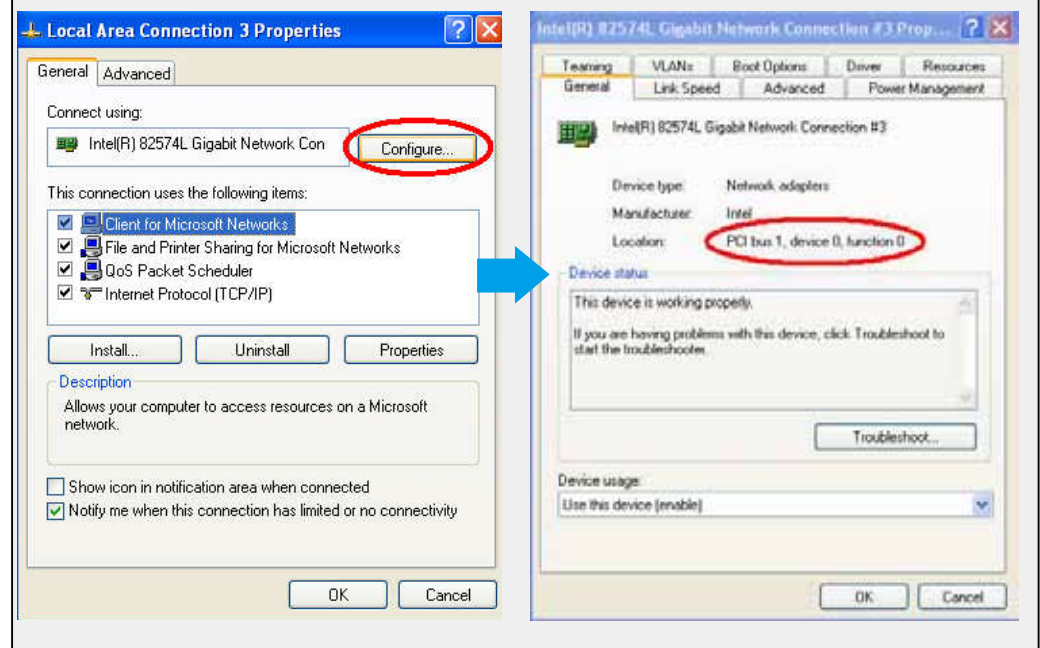 Local Area Connection 3 Properties
General Advanced
Connect using:
Intel(R) 82574L Gigabit Network Con
Configure...
This connection uses the following items:
Client for Microsoft Networks
File and Printer Sharing for Microsoft Networks
QoS Packet Scheduler
Internet Protocol (TCP/IP)
Install... Uninstall Properties
Description
Allows your computer to access resources on a Microsoft
network.
Show icon in notification area when connected
Notify me when this connection has limited or no connectivity
OK Cancel
Intel(R) 82574L Gigabit Network Connection #3 Prop...
Teaming VLANs Boot Options Driver Resources
General Link Speed Advanced Power Management
Intel(R) 82574L Gigabit Network Connection #3
Device type: Network adapters
Manufacturer: Intel
Location: PCI bus 1, device 0, function 0
Device status
This device is working properly.
If you are having problems with this device, click Troubleshoot to
start the troubleshooter.
Troubleshoot...
Device usage:
Use this device (enable)
OK Cancel